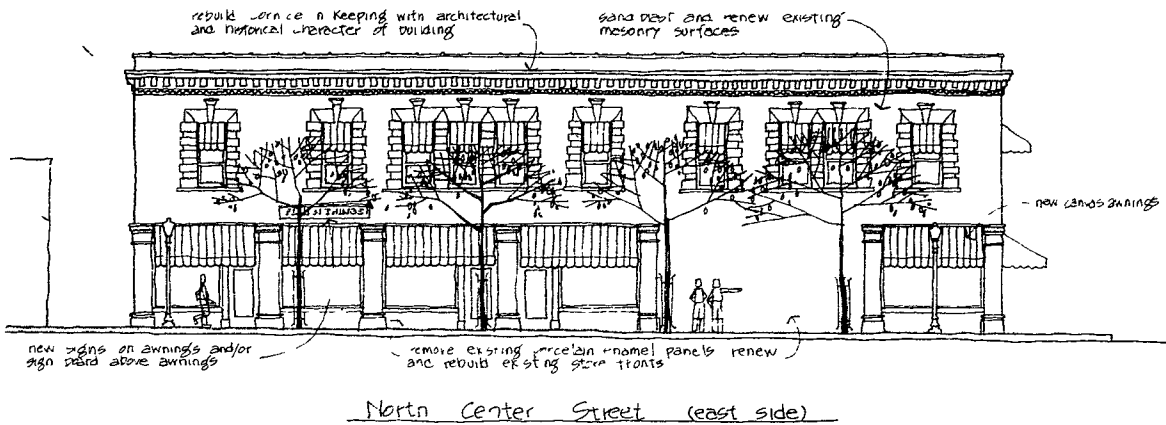 rebuild cornice in keeping with architectural
and historical character of building
sand blast and renew existing
masonry surfaces
new canvas awnings
new signs on awnings and/or
sign board above awnings
remove existing porcelain enamel panels renew
and rebuild existing store fronts
North Center Street (east side)